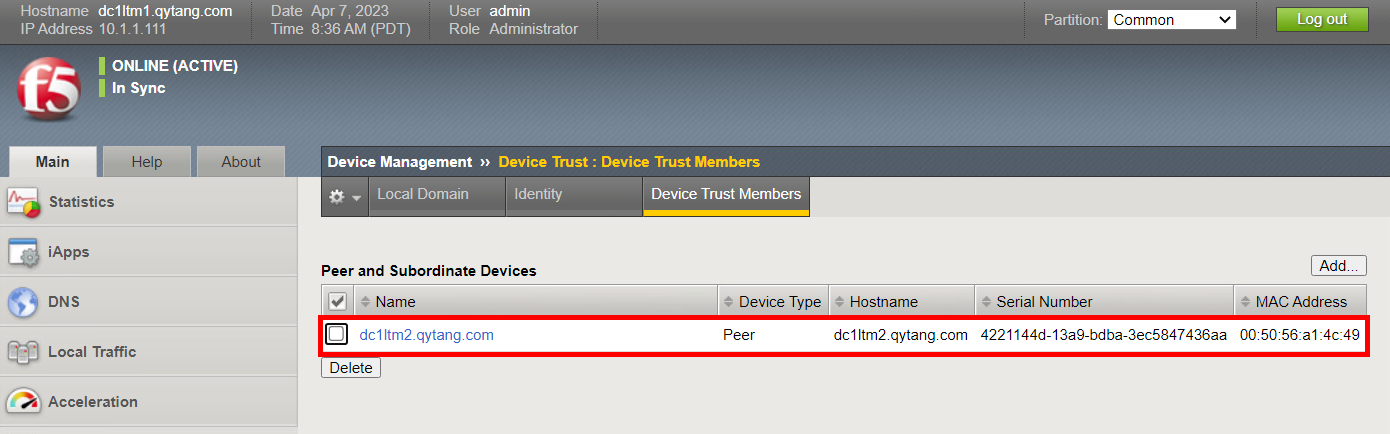 Hostname dc1ltm1.qytang.com Date Apr 7, 2023 User admin
IP Address 10.1.1.111 Time 8:36 AM (PDT) Role Administrator
Partition: Common Log out
f5
ONLINE (ACTIVE)
In Sync
Main Help About
Device Management ›› Device Trust : Device Trust Members
Local Domain Identity Device Trust Members
Statistics
iApps
DNS
Local Traffic
Acceleration
Peer and Subordinate Devices Add...
Name Device Type Hostname Serial Number MAC Address
dc1ltm2.qytang.com Peer dc1ltm2.qytang.com 4221144d-13a9-bdba-3ec5847436aa 00:50:56:a1:4c:49
Delete